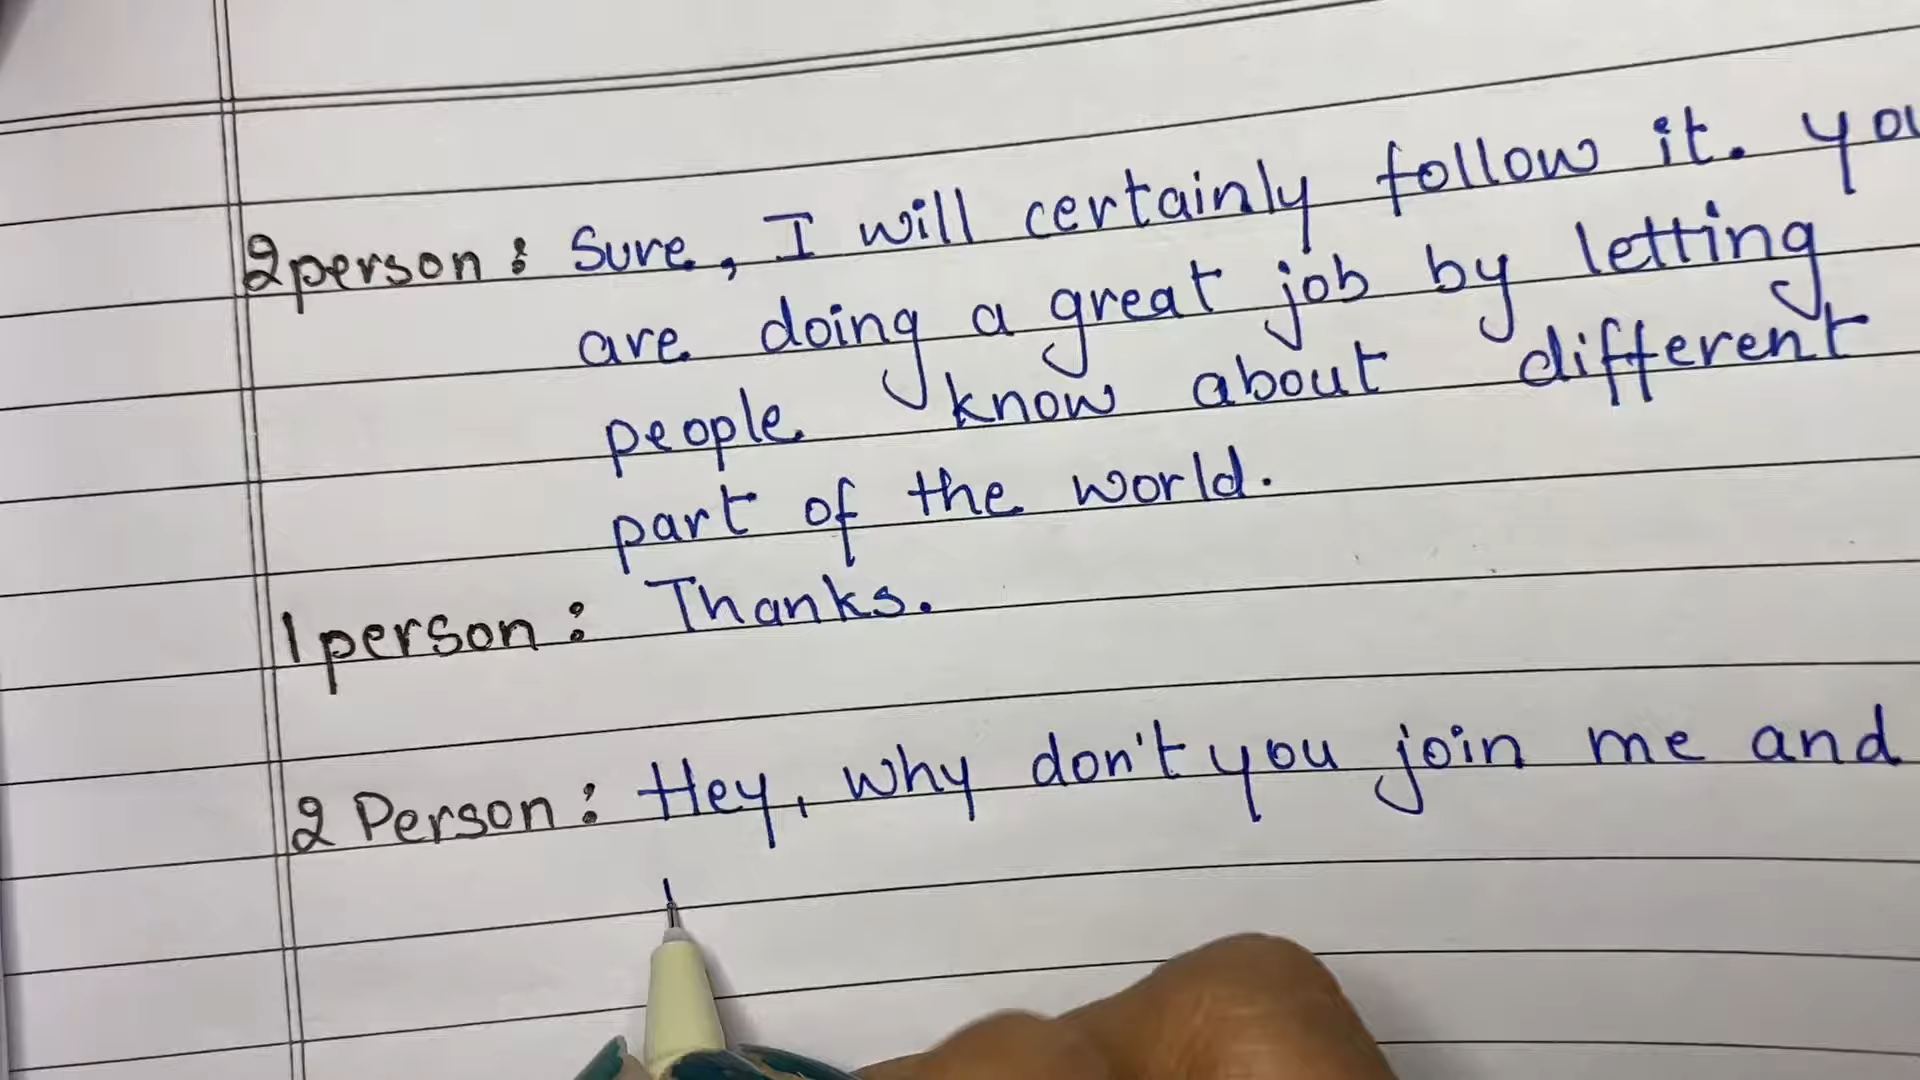 2person : Sure, I will certainly follow it. you
are doing a great job by letting
people know about different
part of the world.
1person : Thanks.
2 Person : Hey, why don't you join me and